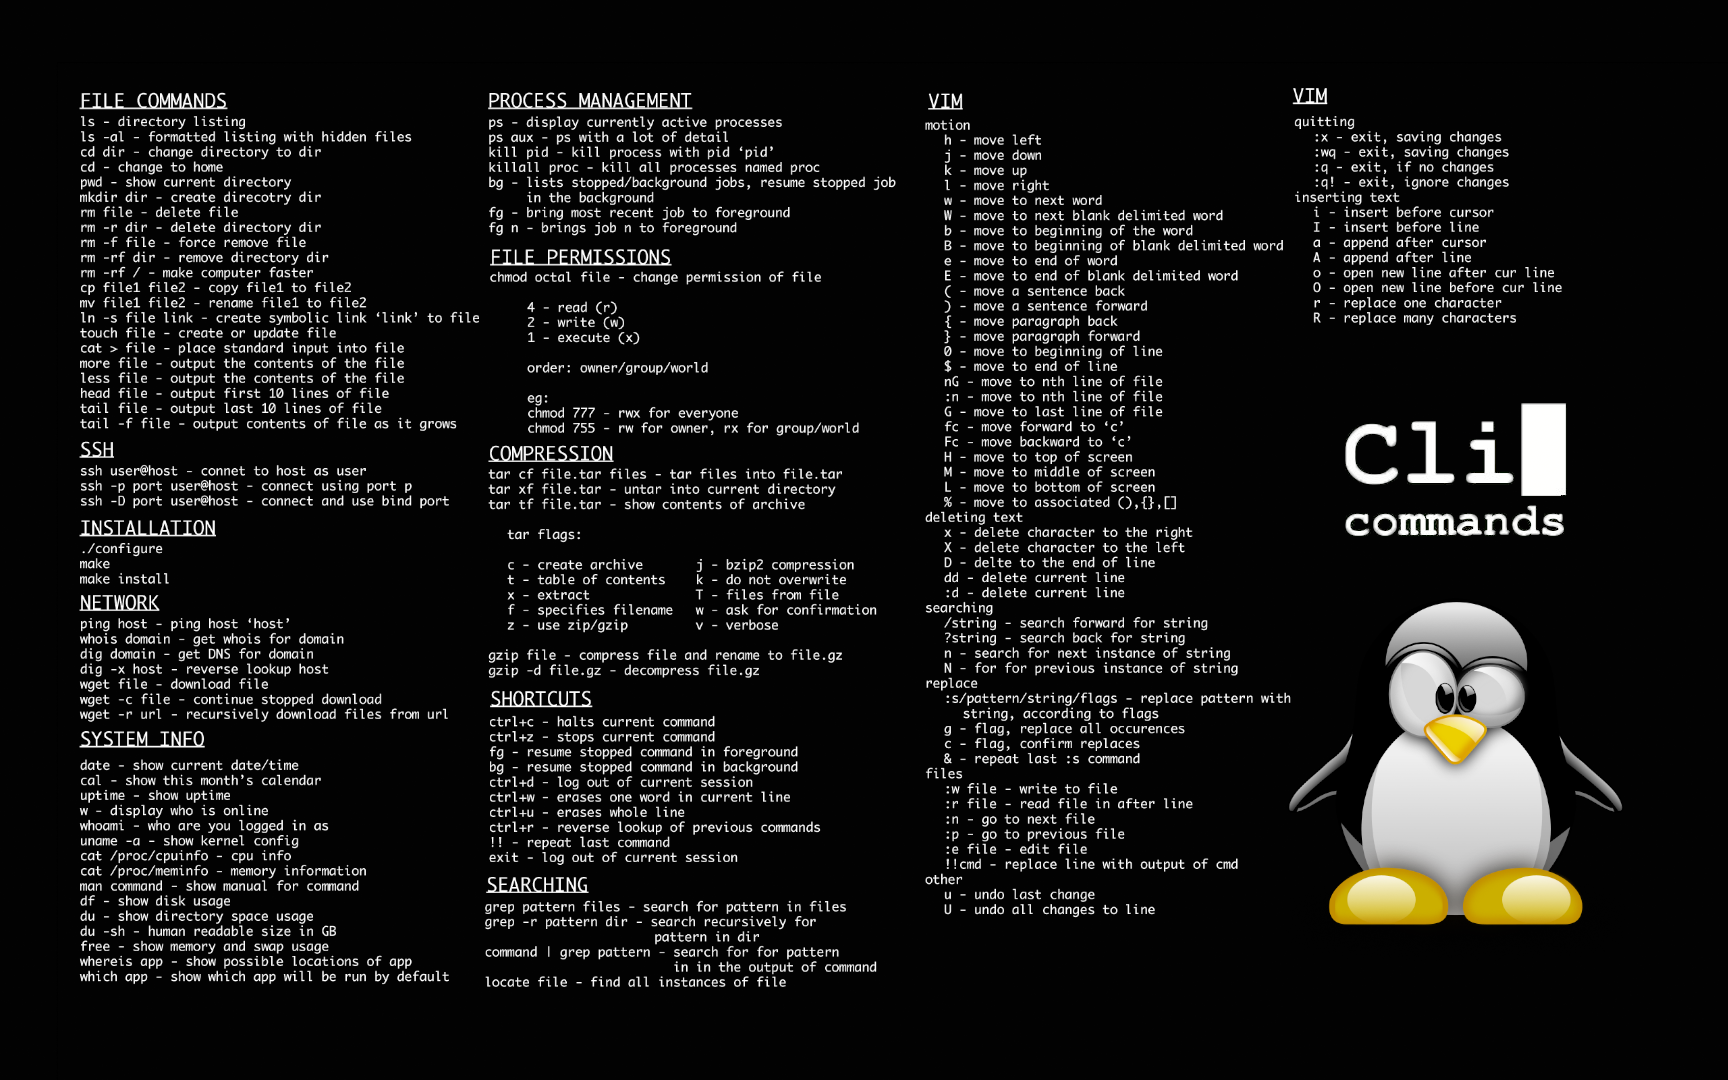 FILE COMMANDS
ls - directory listing
ls -al - formatted listing with hidden files
cd dir - change directory to dir
cd - change to home
pwd - show current directory
mkdir dir - create direcotry dir
rm file - delete file
rm -r dir - delete directory dir
rm -f file - force remove file
rm -rf dir - remove directory dir
rm -rf / - make computer faster
cp file1 file2 - copy file1 to file2
mv file1 file2 - rename file1 to file2
ln -s file link - create symbolic link ‘link’ to file
touch file - create or update file
cat > file - place standard input into file
more file - output the contents of the file
less file - output the contents of the file
head file - output first 10 lines of file
tail file - output last 10 lines of file
tail -f file - output contents of file as it grows
SSH
ssh user@host - connet to host as user
ssh -p port user@host - connect using port p
ssh -D port user@host - connect and use bind port
INSTALLATION
./configure
make
make install
NETWORK
ping host - ping host ‘host’
whois domain - get whois for domain
dig domain - get DNS for domain
dig -x host - reverse lookup host
wget file - download file
wget -c file - continue stopped download
wget -r url - recursively download files from url
SYSTEM INFO
date - show current date/time
cal - show this month’s calendar
uptime - show uptime
w - display who is online
whoami - who are you logged in as
uname -a - show kernel config
cat /proc/cpuinfo - cpu info
cat /proc/meminfo - memory information
man command - show manual for command
df - show disk usage
du - show directory space usage
du -sh - human readable size in GB
free - show memory and swap usage
whereis app - show possible locations of app
which app - show which app will be run by default
PROCESS MANAGEMENT
ps - display currently active processes
ps aux - ps with a lot of detail
kill pid - kill process with pid ‘pid’
killall proc - kill all processes named proc
bg - lists stopped/background jobs, resume stopped job
in the background
fg - bring most recent job to foreground
fg n - brings job n to foreground
FILE PERMISSIONS
chmod octal file - change permission of file
4 - read (r)
2 - write (w)
1 - execute (x)
order: owner/group/world
eg:
chmod 777 - rwx for everyone
chmod 755 - rw for owner, rx for group/world
COMPRESSION
tar cf file.tar files - tar files into file.tar
tar xf file.tar - untar into current directory
tar tf file.tar - show contents of archive
tar flags:
c - create archive j - bzip2 compression
t - table of contents k - do not overwrite
x - extract T - files from file
f - specifies filename w - ask for confirmation
z - use zip/gzip v - verbose
gzip file - compress file and rename to file.gz
gzip -d file.gz - decompress file.gz
SHORTCUTS
ctrl+c - halts current command
ctrl+z - stops current command
fg - resume stopped command in foreground
bg - resume stopped command in background
ctrl+d - log out of current session
ctrl+w - erases one word in current line
ctrl+u - erases whole line
ctrl+r - reverse lookup of previous commands
!! - repeat last command
exit - log out of current session
SEARCHING
grep pattern files - search for pattern in files
grep -r pattern dir - search recursively for
pattern in dir
command | grep pattern - search for for pattern
in in the output of command
locate file - find all instances of file
VIM
motion
h - move left
j - move down
k - move up
l - move right
w - move to next word
W - move to next blank delimited word
b - move to beginning of the word
B - move to beginning of blank delimited word
e - move to end of word
E - move to end of blank delimited word
( - move a sentence back
) - move a sentence forward
{ - move paragraph back
} - move paragraph forward
0 - move to beginning of line
$ - move to end of line
nG - move to nth line of file
:n - move to nth line of file
G - move to last line of file
fc - move forward to ‘c’
Fc - move backward to ‘c’
H - move to top of screen
M - move to middle of screen
L - move to bottom of screen
% - move to associated (),{},[]
deleting text
x - delete character to the right
X - delete character to the left
D - delte to the end of line
dd - delete current line
:d - delete current line
searching
/string - search forward for string
?string - search back for string
n - search for next instance of string
N - for for previous instance of string
replace
:s/pattern/string/flags - replace pattern with
string, according to flags
g - flag, replace all occurences
c - flag, confirm replaces
& - repeat last :s command
files
:w file - write to file
:r file - read file in after line
:n - go to next file
:p - go to previous file
:e file - edit file
!!cmd - replace line with output of cmd
other
u - undo last change
U - undo all changes to line
VIM
quitting
:x - exit, saving changes
:wq - exit, saving changes
:q - exit, if no changes
:q! - exit, ignore changes
inserting text
i - insert before cursor
I - insert before line
a - append after cursor
A - append after line
o - open new line after cur line
O - open new line before cur line
r - replace one character
R - replace many characters
Cli
commands